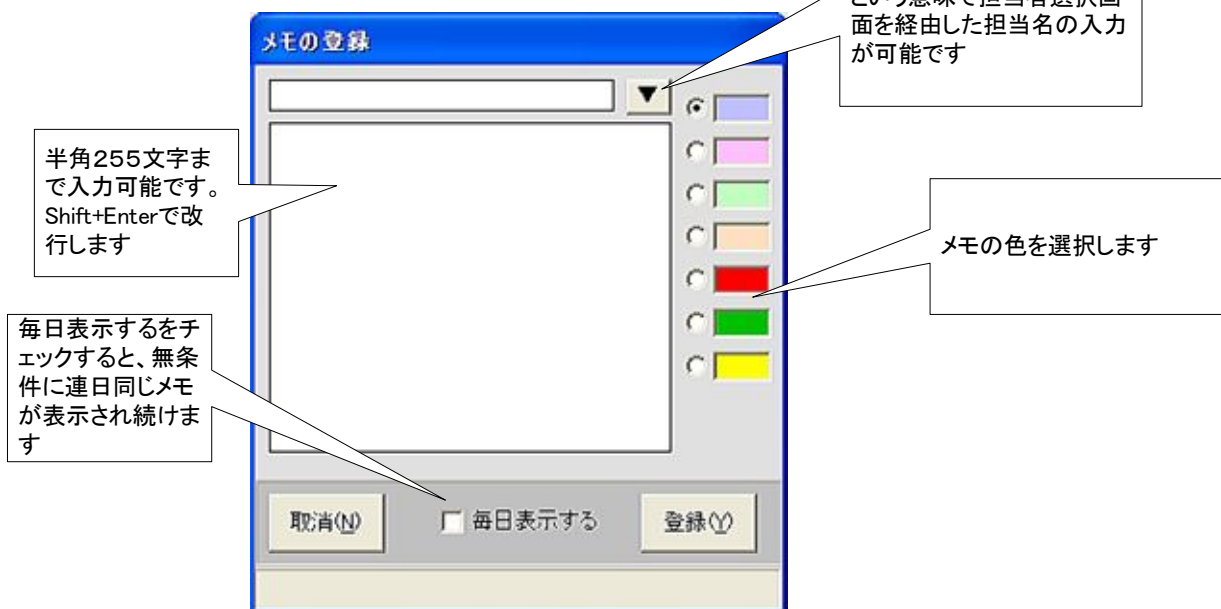 という意味で担当者選択画
面を経由した担当名の入力
が可能です
メモの登録
半角255文字ま
で入力可能です。
Shift+Enterで改
行します
メモの色を選択します
毎日表示するをチ
ェックすると、無条
件に連日同じメモ
が表示され続けま
す
取消(N)
毎日表示する
登録(Y)